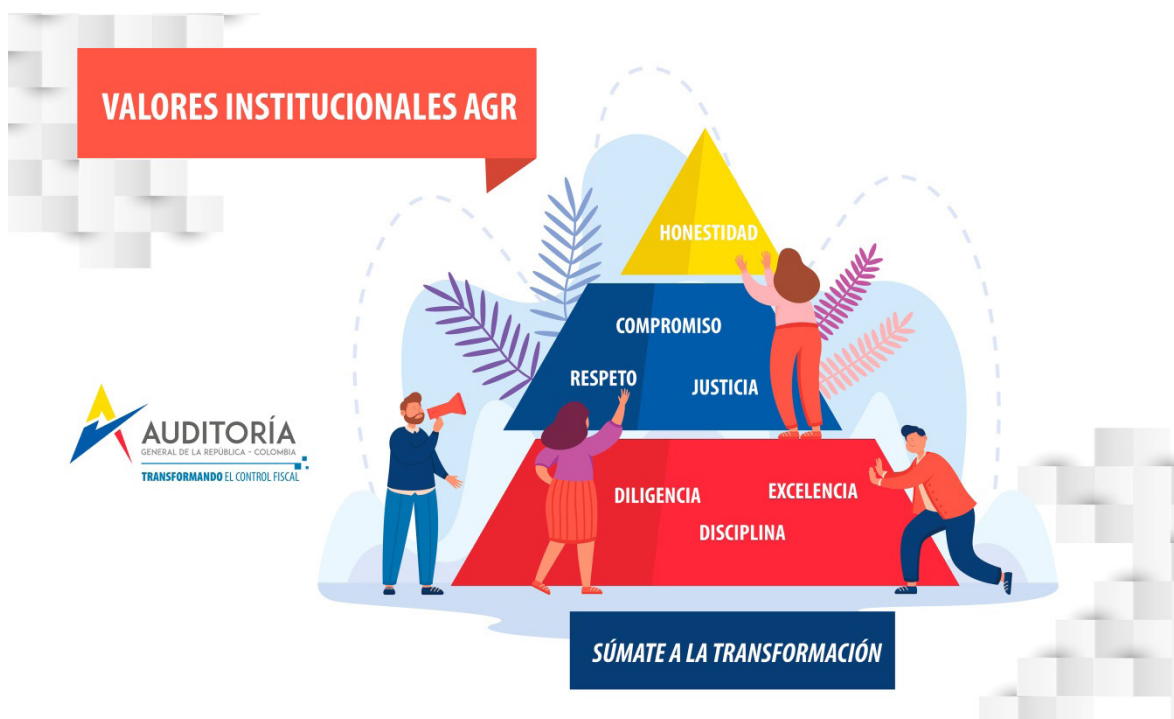 VALORES INSTITUCIONALES AGR
HONESTIDAD
COMPROMISO
RESPETO
JUSTICIA
AUDITORÍA
GENERAL DE LA REPÚBLICA - COLOMBIA
TRANSFORMANDO EL CONTROL FISCAL
DILIGENCIA
EXCELENCIA
DISCIPLINA
SÚMATE A LA TRANSFORMACIÓN